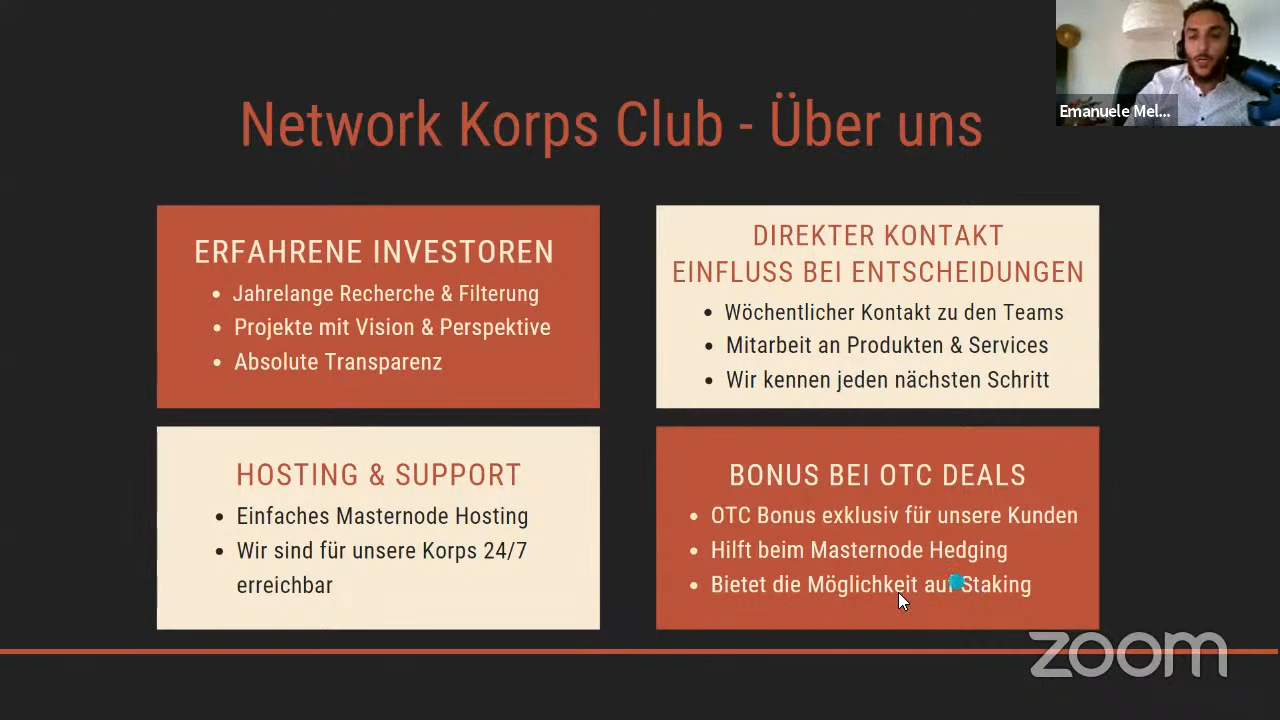 Emanuele Mel...
Network Korps Club - Über uns
ERFAHRENE INVESTOREN
• Jahrelange Recherche & Filterung
• Projekte mit Vision & Perspektive
• Absolute Transparenz
DIREKTER KONTAKT
EINFLUSS BEI ENTSCHEIDUNGEN
• Wöchentlicher Kontakt zu den Teams
• Mitarbeit an Produkten & Services
• Wir kennen jeden nächsten Schritt
HOSTING & SUPPORT
• Einfaches Masternode Hosting
• Wir sind für unsere Korps 24/7
erreichbar
BONUS BEI OTC DEALS
• OTC Bonus exklusiv für unsere Kunden
• Hilft beim Masternode Hedging
• Bietet die Möglichkeit auf Staking
zoom